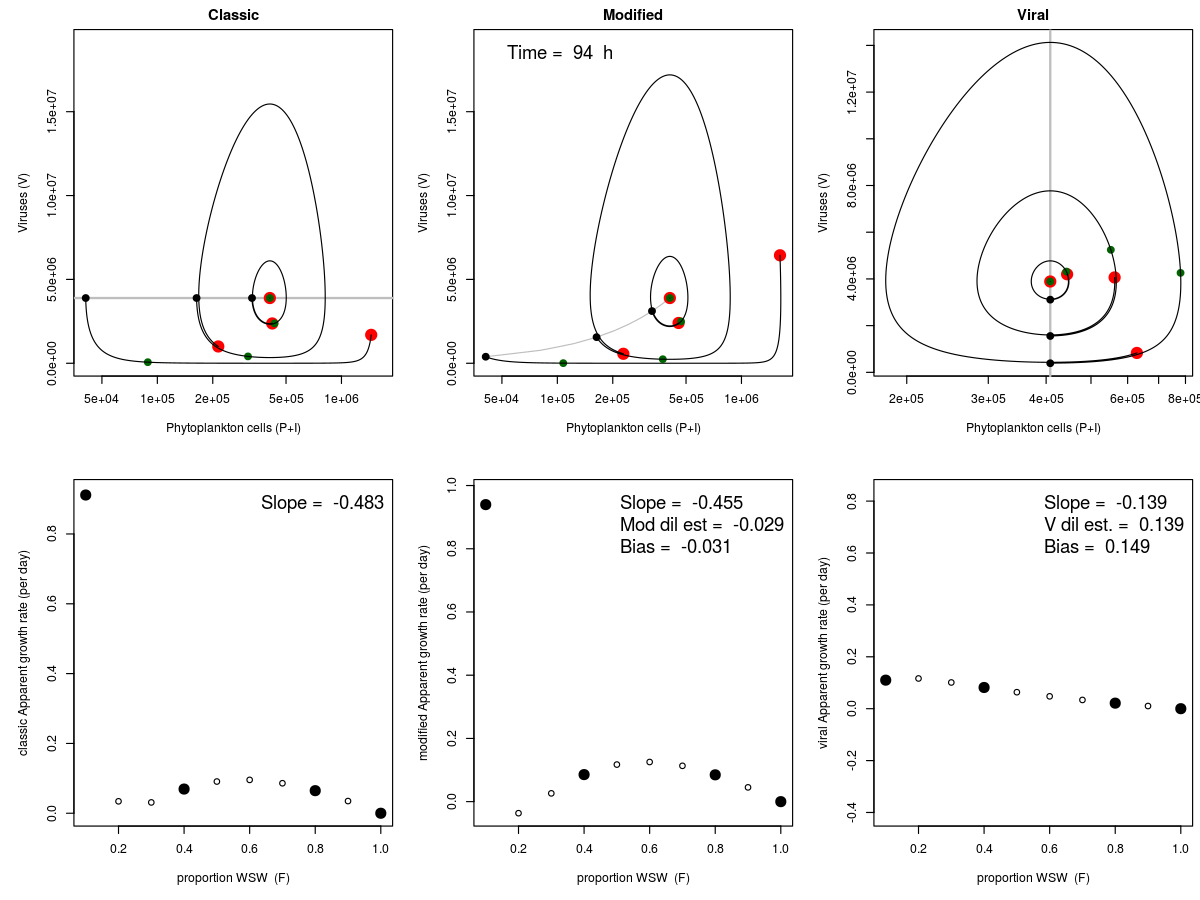 Classic
Modified
Viral
Time = 94 h
Viruses (V)
0.0e+00 5.0e+06 1.0e+07 1.5e+07
5e+04 1e+05 2e+05 5e+05 1e+06
Phytoplankton cells (P+I)
Viruses (V)
0.0e+00 5.0e+06 1.0e+07 1.5e+07
5e+04 1e+05 2e+05 5e+05 1e+06
Phytoplankton cells (P+I)
Viruses (V)
0.0e+00 4.0e+06 8.0e+06 1.2e+07
2e+05 3e+05 4e+05 6e+05 8e+05
Phytoplankton cells (P+I)
Slope = -0.483
classic Apparent growth rate (per day)
0.0 0.2 0.4 0.6 0.8
0.2 0.4 0.6 0.8 1.0
proportion WSW (F)
Slope = -0.455
Mod dil est = -0.029
Bias = -0.031
modified Apparent growth rate (per day)
0.0 0.2 0.4 0.6 0.8 1.0
0.2 0.4 0.6 0.8 1.0
proportion WSW (F)
Slope = -0.139
V dil est. = 0.139
Bias = 0.149
viral Apparent growth rate (per day)
-0.4 -0.2 0.0 0.2 0.4 0.6 0.8
0.2 0.4 0.6 0.8 1.0
proportion WSW (F)